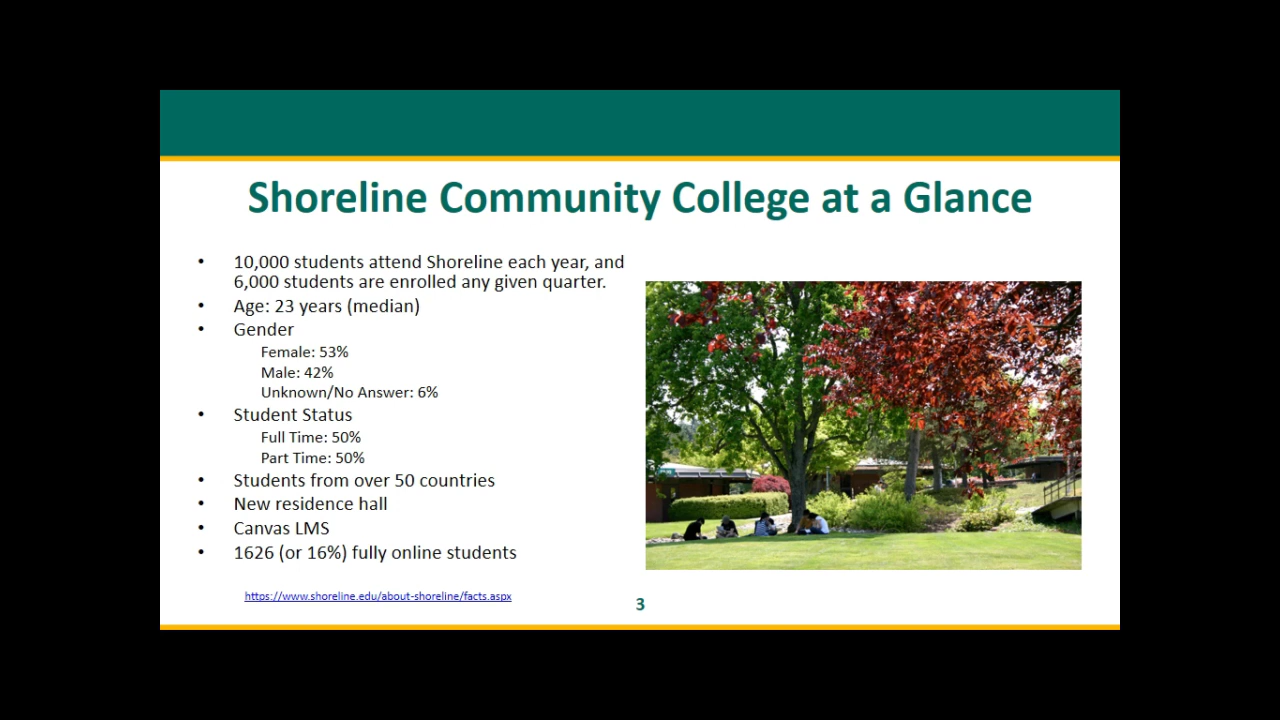 Shoreline Community College at a Glance
• 10,000 students attend Shoreline each year, and
6,000 students are enrolled any given quarter.
• Age: 23 years (median)
• Gender
Female: 53%
Male: 42%
Unknown/No Answer: 6%
• Student Status
Full Time: 50%
Part Time: 50%
• Students from over 50 countries
• New residence hall
• Canvas LMS
• 1626 (or 16%) fully online students
https://www.shoreline.edu/about-shoreline/facts.aspx
3